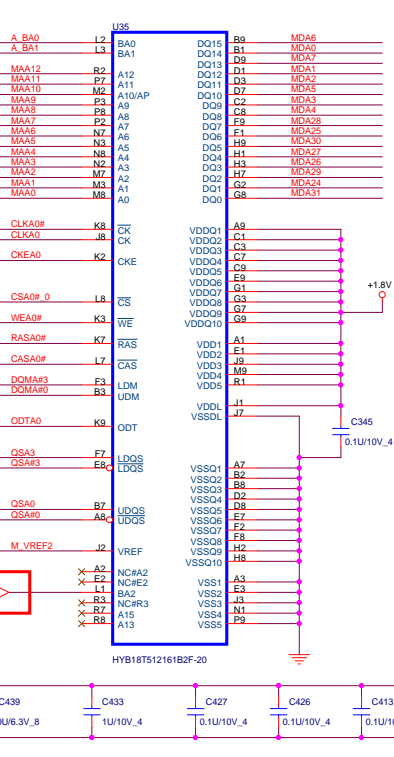 U35
A_BA0 L2 BA0 DQ15 B9 MDA6
A_BA1 L3 BA1 DQ14 B1 MDA0
DQ13 D9 MDA7
MAA12 R2 A12 DQ12 D1 MDA1
MAA11 P7 A11 DQ11 D3 MDA2
MAA10 M2 A10/AP DQ10 D7 MDA5
MAA9 P3 A9 DQ9 C2 MDA3
MAA8 P8 A8 DQ8 C8 MDA4
MAA7 P2 A7 DQ7 F9 MDA28
MAA6 N7 A6 DQ6 F1 MDA25
MAA5 N3 A5 DQ5 H9 MDA30
MAA4 N8 A4 DQ4 H1 MDA27
MAA3 N2 A3 DQ3 H3 MDA26
MAA2 M7 A2 DQ2 H7 MDA29
MAA1 M3 A1 DQ1 G2 MDA24
MAA0 M8 A0 DQ0 G8 MDA31
CLKA0# K8 CK VDDQ1 A9
CLKA0 J8 CK VDDQ2 C1
VDDQ3 C3
CKEA0 K2 CKE VDDQ4 C7
VDDQ5 C9
VDDQ6 E9
VDDQ7 G1
CSA0#_0 L8 CS VDDQ8 G3
VDDQ9 G7
WEA0# K3 WE VDDQ10 G9
+1.8V
RASA0# K7 RAS VDD1 A1
VDD2 E1
CASA0# L7 CAS VDD3 J9
VDD4 M9
DQMA#3 F3 LDM VDD5 R1
DQMA#0 B3 UDM
VDDL J1
VSSDL J7
ODTA0 K9 ODT
C345
0.1U/10V_4
QSA3 F7 LDQS
QSA#3 E8 LDQS VSSQ1 A7
VSSQ2 B2
VSSQ3 B8
VSSQ4 D2
QSA0 B7 UDQS VSSQ5 D8
QSA#0 A8 UDQS VSSQ6 E7
VSSQ7 F2
VSSQ8 F8
M_VREF2 J2 VREF VSSQ9 H2
VSSQ10 H8
A2 NC#A2
E2 NC#E2 VSS1 A3
L1 BA2 VSS2 E3
R3 NC#R3 VSS3 J3
R7 A15 VSS4 N1
R8 A13 VSS5 P9
HYB18T512161B2F-20
C439 C433 C427 C426 C413
0U/6.3V_8 1U/10V_4 0.1U/10V_4 0.1U/10V_4 0.1U/10